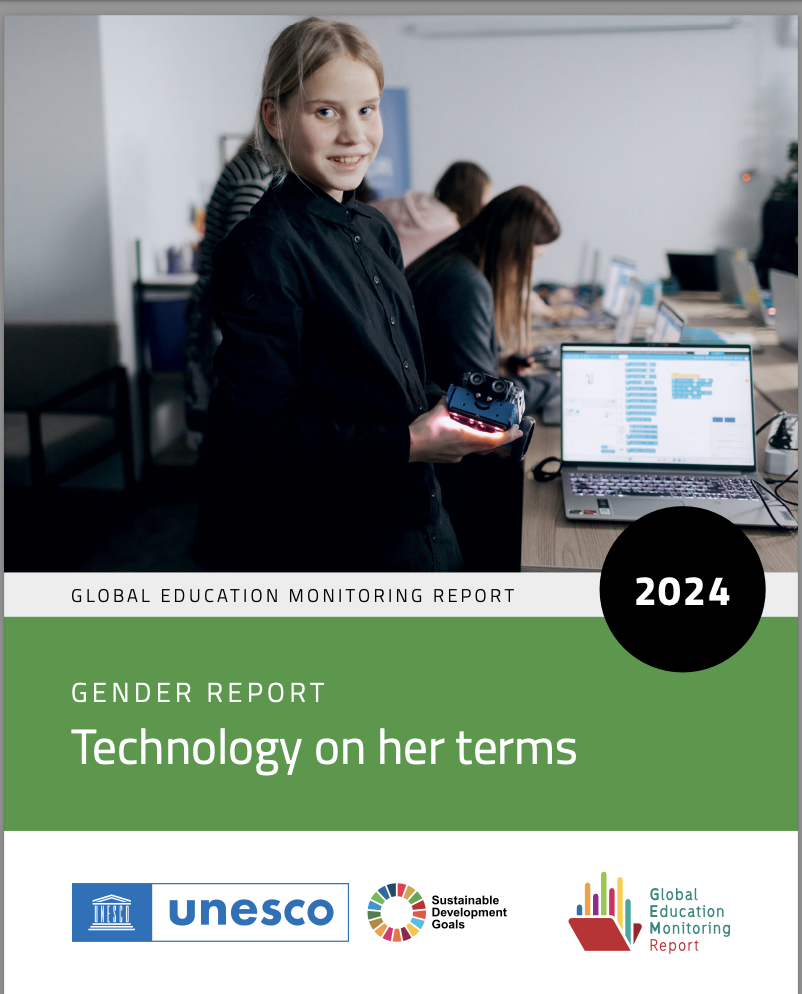 GLOBAL EDUCATION MONITORING REPORT
2024
GENDER REPORT
Technology on her terms
UNESCO
unesco
Sustainable
Development
Goals
Global
Education
Monitoring
Report